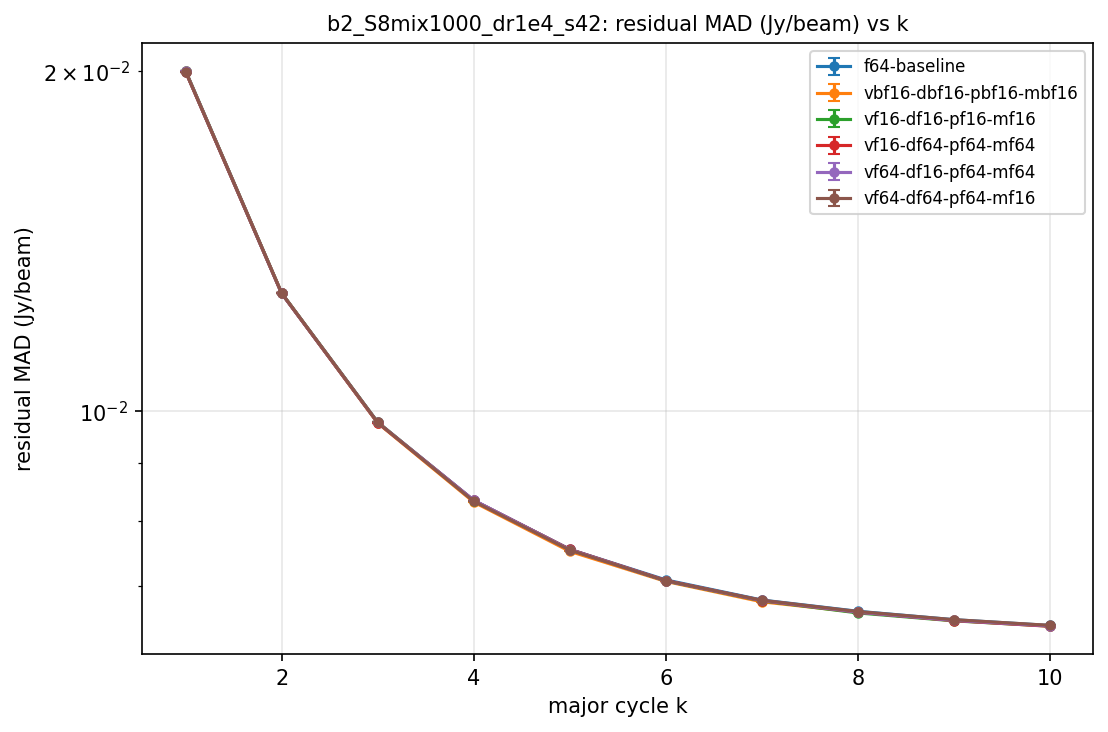 b2_S8mix1000_dr1e4_s42: residual MAD (Jy/beam) vs k
2 × 10⁻²
10⁻²
residual MAD (Jy/beam)
f64-baseline
vbf16-dbf16-pbf16-mbf16
vf16-df16-pf16-mf16
vf16-df64-pf64-mf64
vf64-df16-pf64-mf64
vf64-df64-pf64-mf16
2 4 6 8 10
major cycle k